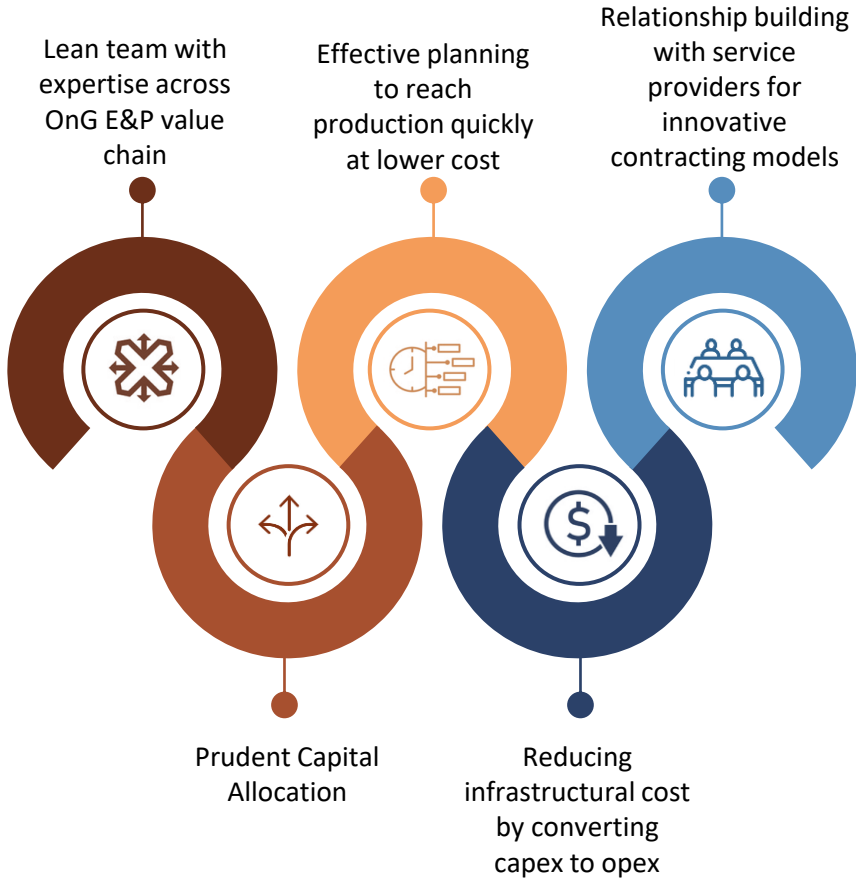 Lean team with
expertise across
OnG E&P value
chain
Prudent Capital
Allocation
Effective planning
to reach
production quickly
at lower cost
Reducing
infrastructural cost
by converting
capex to opex
Relationship building
with service
providers for
innovative
contracting models